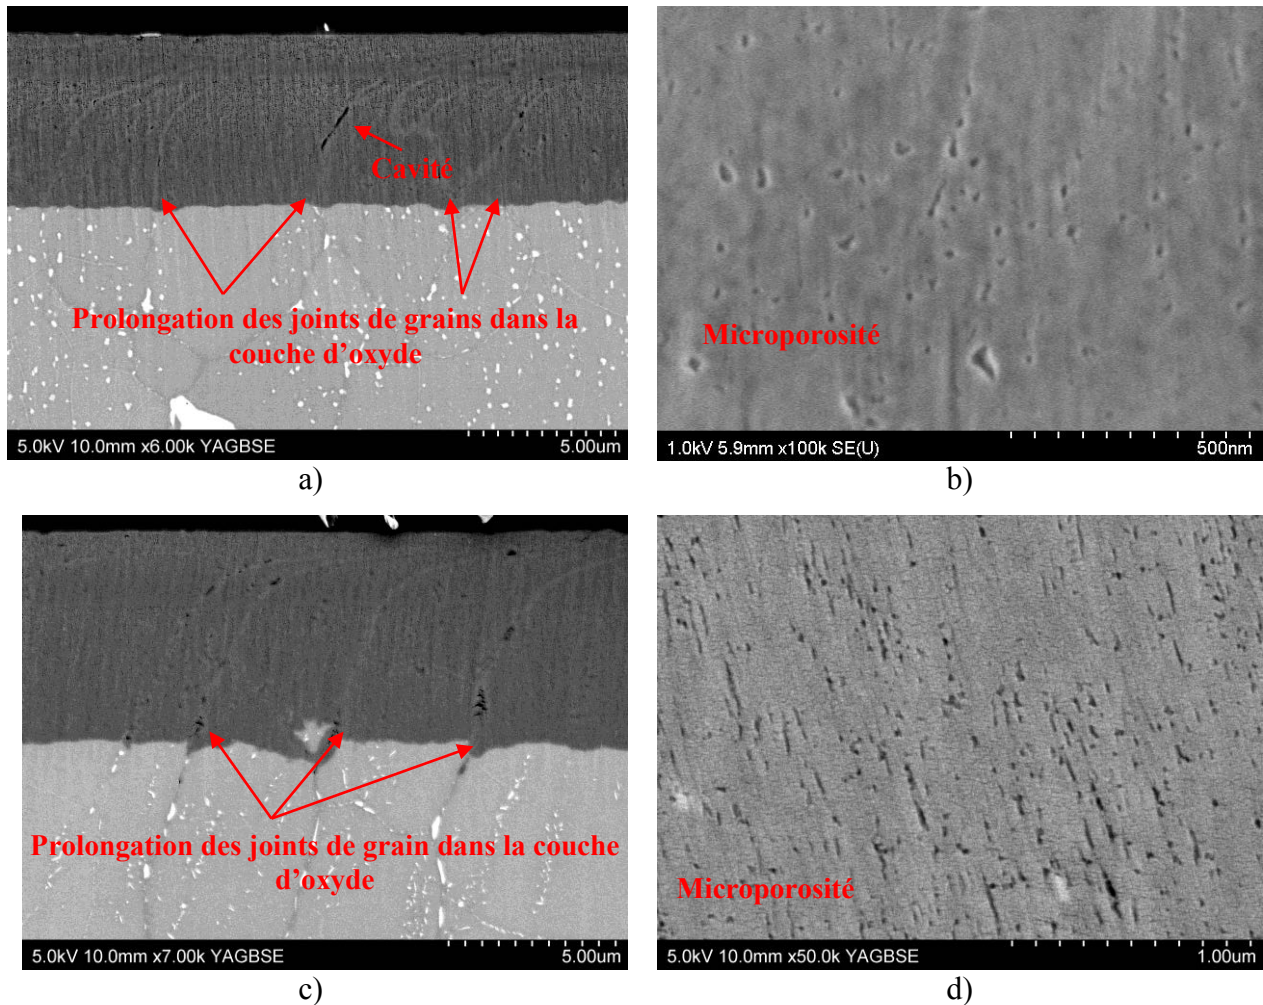 Cavité
Prolongation des joints de grains dans la
couche d’oxyde
5.0kV 10.0mm x6.00k YAGBSE 5.00um
a)
Microporosité
1.0kV 5.9mm x100k SE(U) 500nm
b)
Prolongation des joints de grain dans la couche
d’oxyde
5.0kV 10.0mm x7.00k YAGBSE 5.00um
c)
Microporosité
5.0kV 10.0mm x50.0k YAGBSE 1.00um
d)